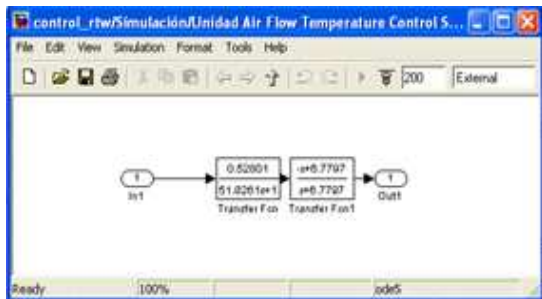 control_rtw/Simulación/Unidad Air Flow Temperature Control S...
File Edit View Simulation Format Tools Help
200 External
0.52801
51.8261s+1
Transfer Fcn
-s+6.7797
s+6.7797
Transfer Fcn1
1
In1
1
Out1
Ready 100% ode5